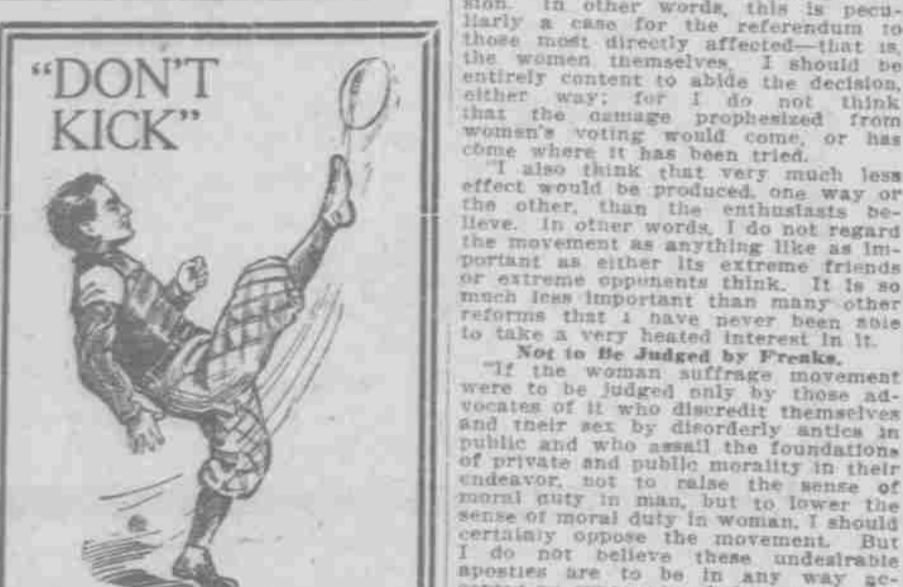 "DON'T
KICK"
sion. In other words, this is pecu-
liarly a case for the referendum to
those most directly affected—that is,
the women themselves. I should be
entirely content to abide the decision,
either way; for I do not think
that the damage prophesized from
women's voting would come, or has
come where it has been tried.
"I also think that very much less
effect would be produced, one way or
the other, than the enthusiasts be-
lieve. In other words, I do not regard
the movement as anything like as im-
portant as either its extreme friends
or extreme opponents think. It is so
much less important than many other
reforms that I have never been able
to take a very heated interest in it.
Not to Be Judged by Freaks.
"If the woman suffrage movement
were to be judged only by those ad-
vocates of it who discredit themselves
and their sex by disorderly antics in
public and who assail the foundations
of private and public morality in their
endeavor, not to raise the sense of
moral duty in man, but to lower the
sense of moral duty in woman, I should
certainly oppose the movement. But
I do not believe these undesirable
apostles are to be in any way ac-